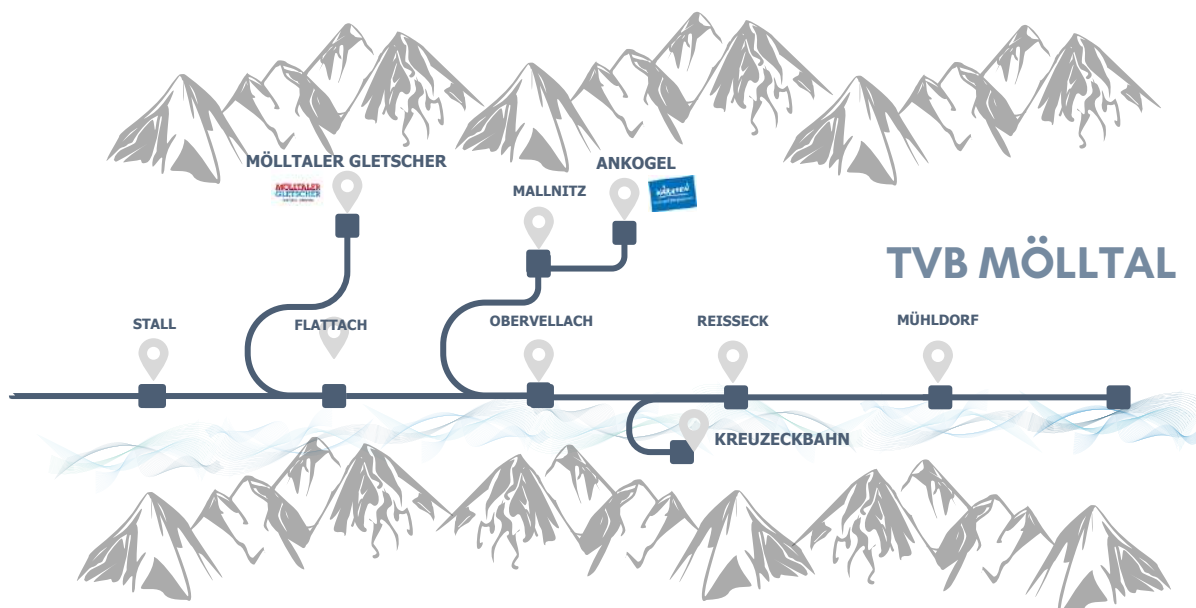 MÖLLTALER GLETSCHER
ANKOGEL
MÖLLTALER
GLETSCHER
KÄRNTEN
MALLNITZ
TVB MÖLLTAL
STALL
FLATTACH
OBERVELLACH
REISSECK
MÜHLDORF
KREUZECKBAHN